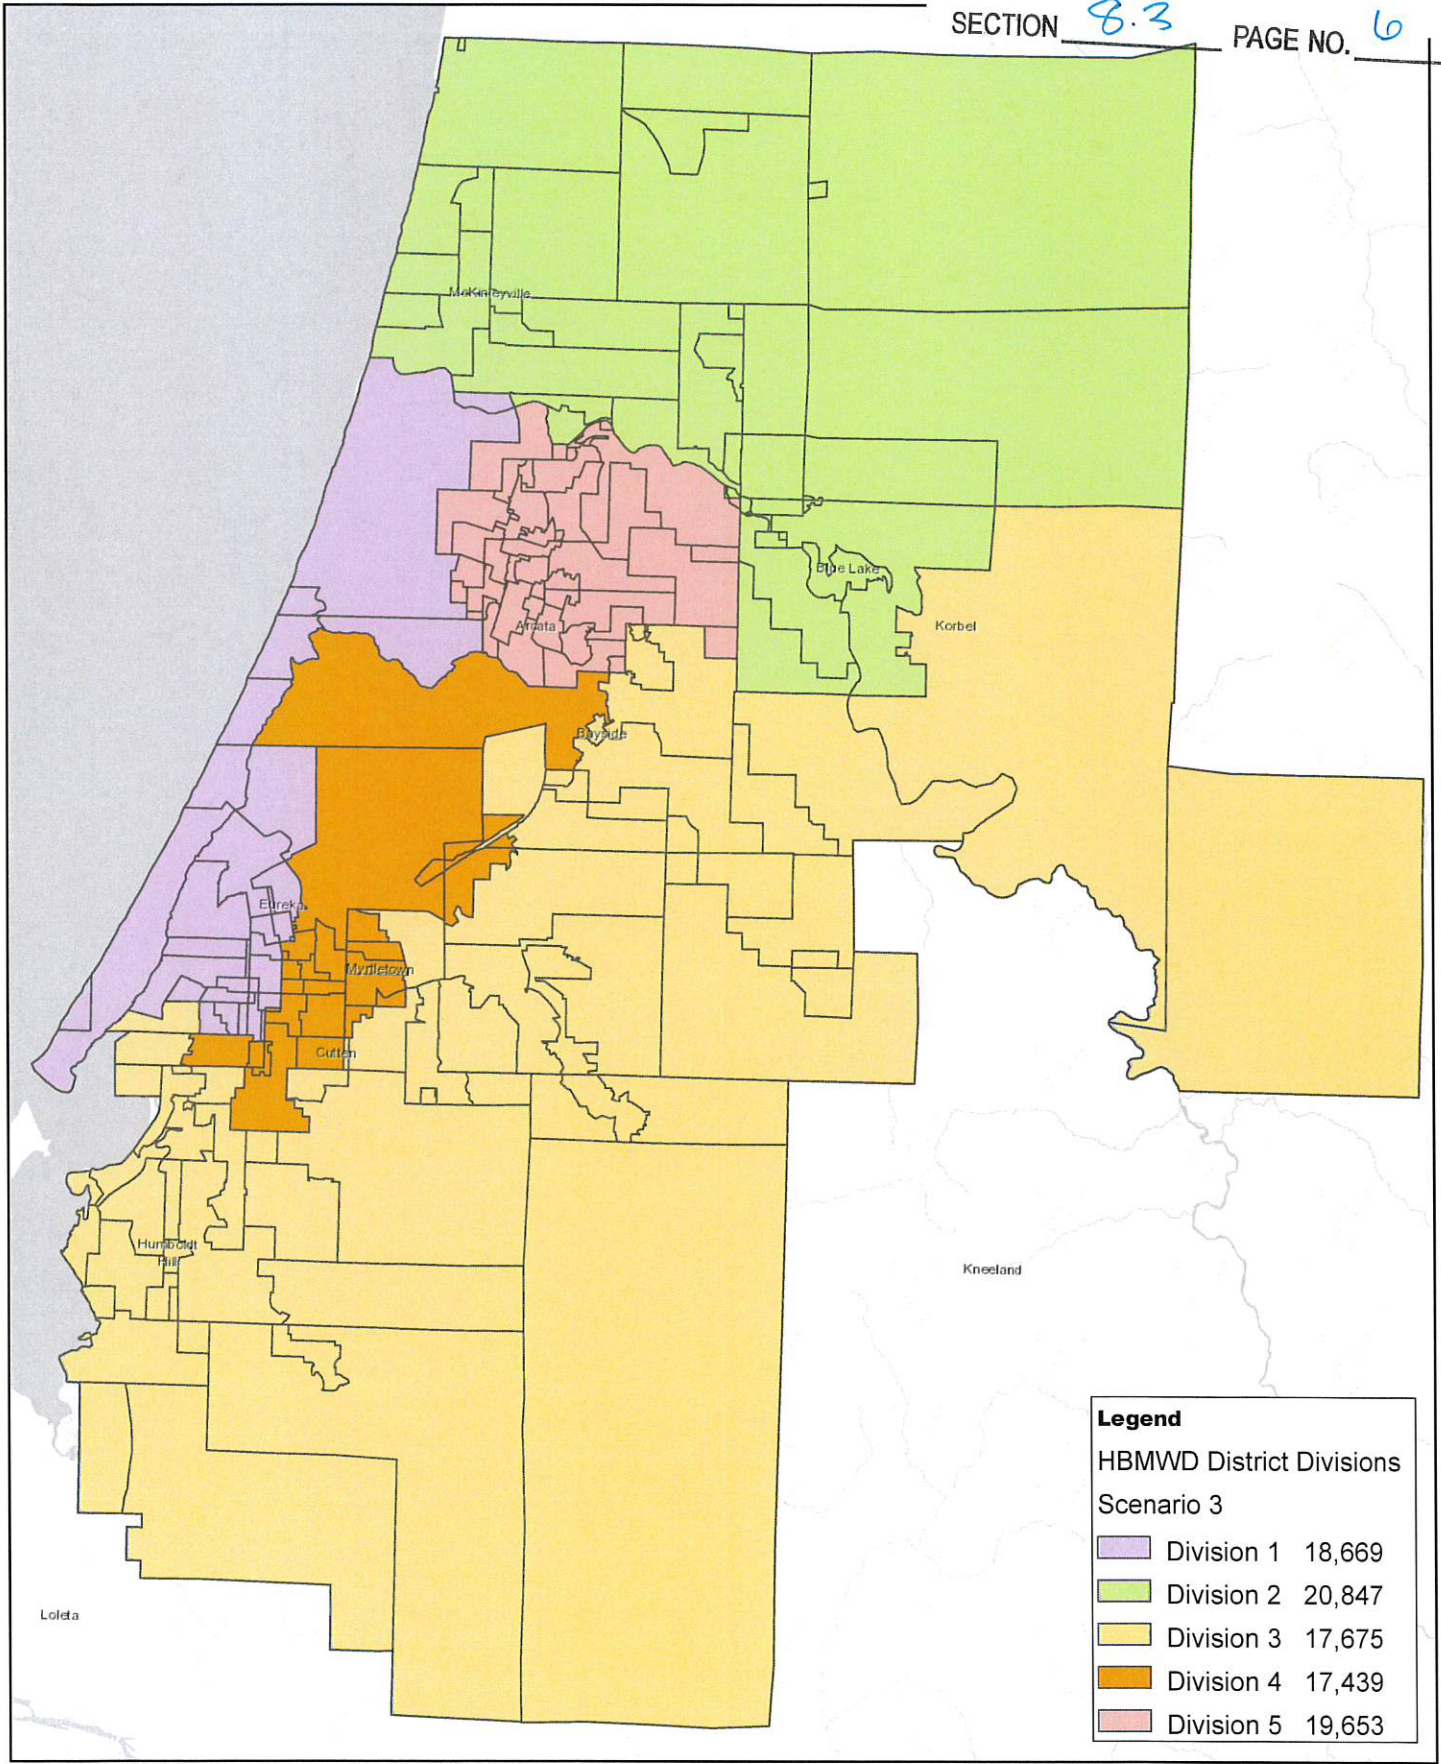 SECTION 8.3 PAGE NO. 6
McKinleyville
Blue Lake
Korbel
Arcata
Bayside
Eureka
Myrtletown
Cutten
Humboldt
Hill
Kneeland
Loleta
Legend
HBMWD District Divisions
Scenario 3
Division 1 18,669
Division 2 20,847
Division 3 17,675
Division 4 17,439
Division 5 19,653